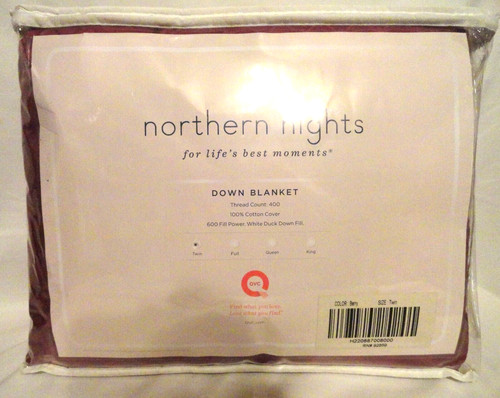 northern nights
for life's best moments®
DOWN BLANKET
Thread Count: 400
100% Cotton Cover
600 Fill Power, White Duck Down Fill.
Twin Full Queen King
QVC
COLOR: Berry SIZE: Twin